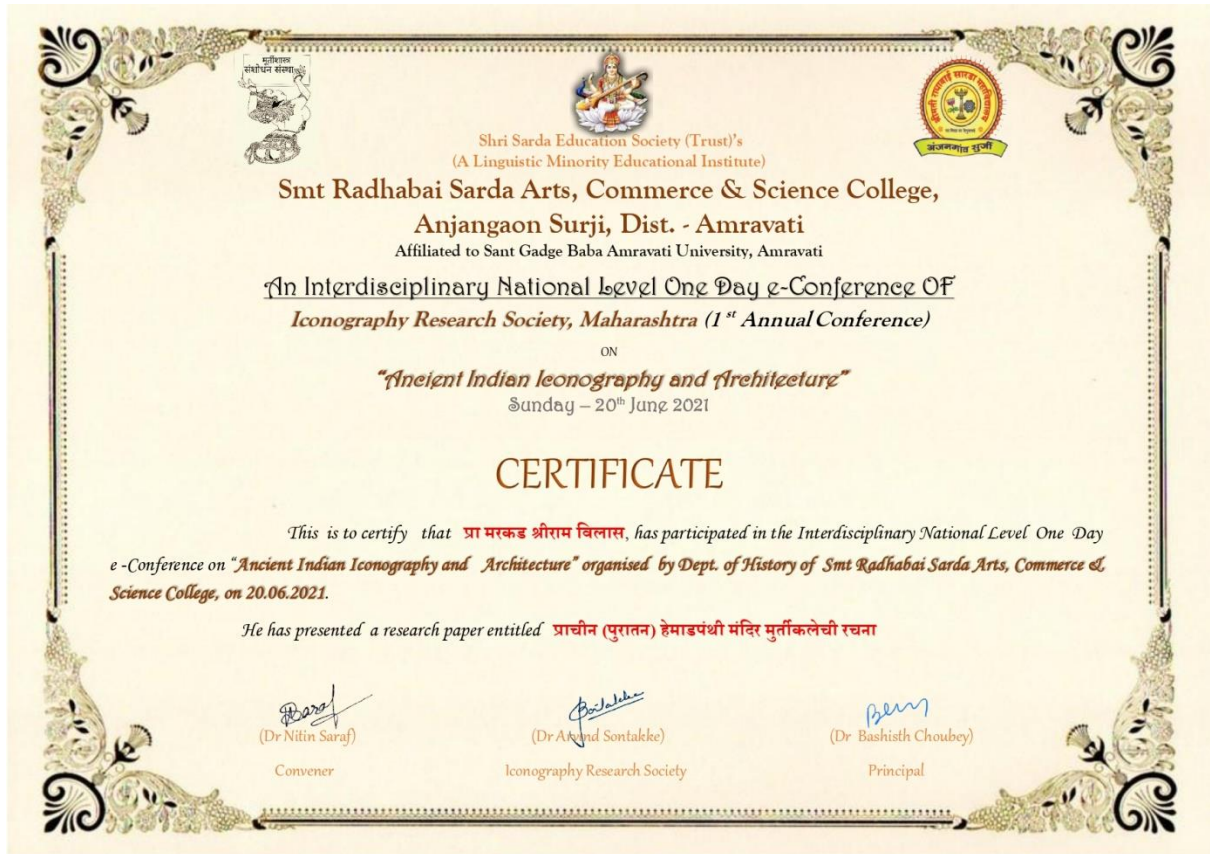 मुर्तीशास्त्र
संशोधन संस्था
श्रीमती राधाबाई सारडा महाविद्यालय
अंजनगांव सुर्जी
Shri Sarda Education Society (Trust)'s
(A Linguistic Minority Educational Institute)
Smt Radhabai Sarda Arts, Commerce & Science College,
Anjangaon Surji, Dist. - Amravati
Affiliated to Sant Gadge Baba Amravati University, Amravati
An Interdisciplinary National Level One Day e-Conference OF
Iconography Research Society, Maharashtra (1st Annual Conference)
ON
"Ancient Indian Iconography and Architecture"
Sunday – 20th June 2021
CERTIFICATE
This is to certify that प्रा मरकड श्रीराम विलास, has participated in the Interdisciplinary National Level One Day
e -Conference on "Ancient Indian Iconography and Architecture" organised by Dept. of History of Smt Radhabai Sarda Arts, Commerce &
Science College, on 20.06.2021.
He has presented a research paper entitled प्राचीन (पुरातन) हेमाडपंथी मंदिर मुर्तीकलेची रचना
(Dr Nitin Saraf) (Dr Arvind Sontakke) (Dr Bashisth Choubey)
Convener Iconography Research Society Principal